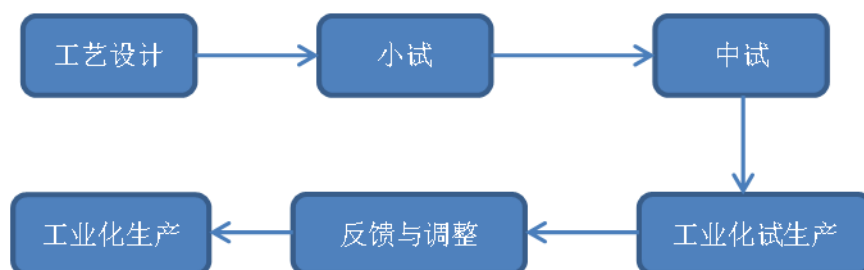 工艺设计
小试
中试
工业化试生产
反馈与调整
工业化生产